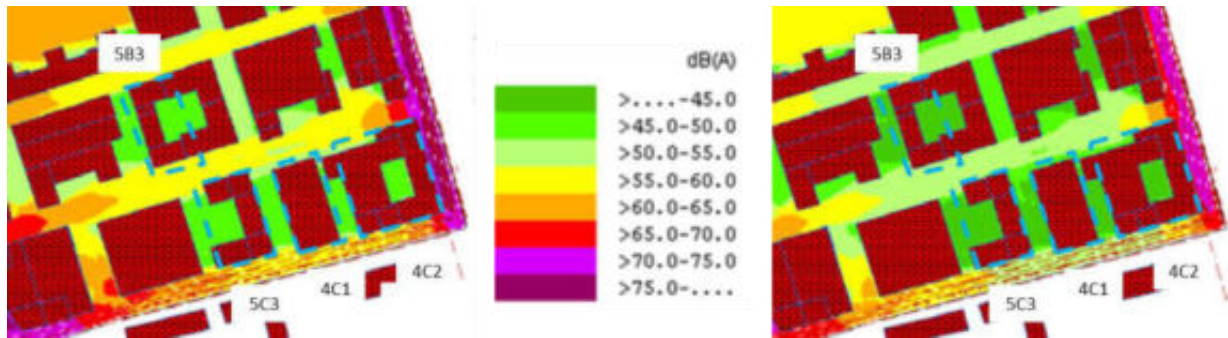 5B3
4C2
4C1
5C3
dB(A)
>....-45.0
>45.0-50.0
>50.0-55.0
>55.0-60.0
>60.0-65.0
>65.0-70.0
>70.0-75.0
>75.0-....
5B3
4C2
4C1
5C3